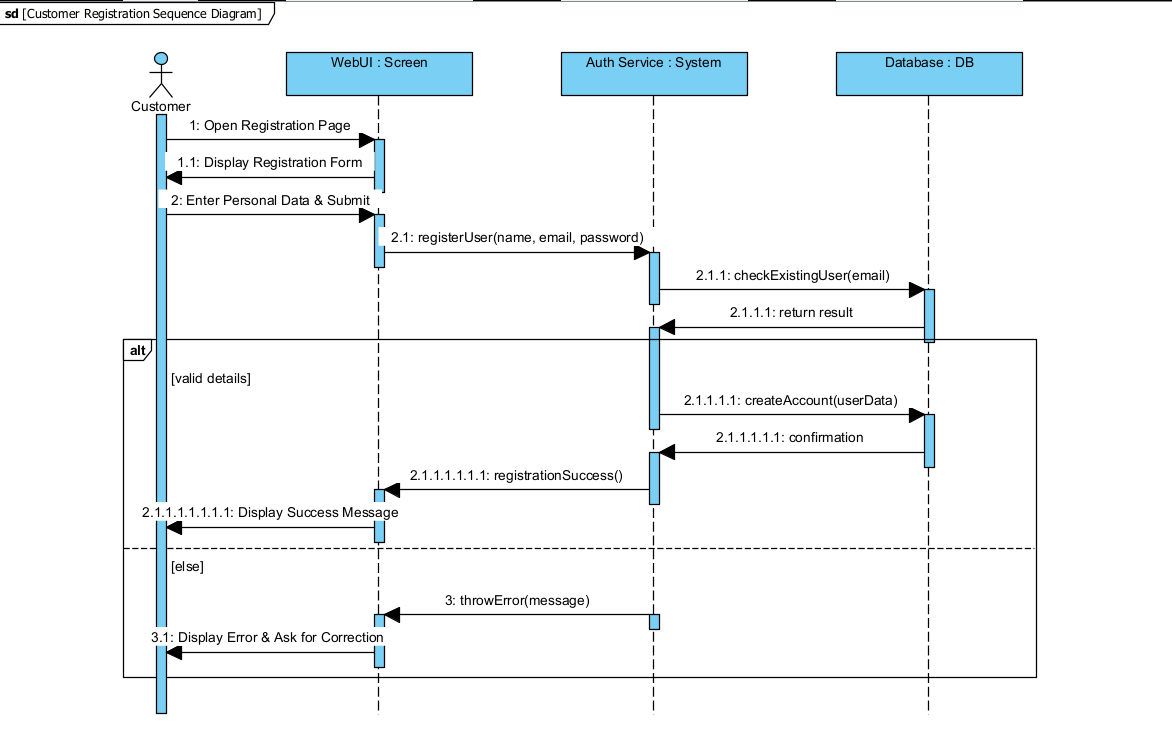 sd [Customer Registration Sequence Diagram]
WebUI : Screen
Auth Service : System
Database : DB
Customer
1: Open Registration Page
1.1: Display Registration Form
2: Enter Personal Data & Submit
2.1: registerUser(name, email, password)
2.1.1: checkExistingUser(email)
2.1.1.1: return result
alt
[valid details]
2.1.1.1.1: createAccount(userData)
2.1.1.1.1.1: confirmation
2.1.1.1.1.1.1: registrationSuccess()
2.1.1.1.1.1.1.1: Display Success Message
[else]
3: throwError(message)
3.1: Display Error & Ask for Correction